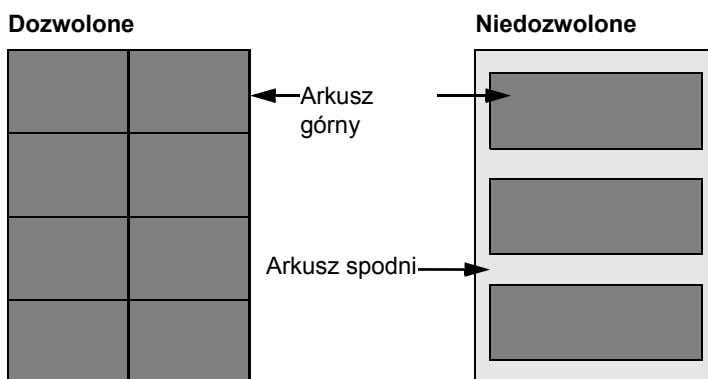 Dozwolone
Niedozwolone
Arkusz
górny
Arkusz spodni